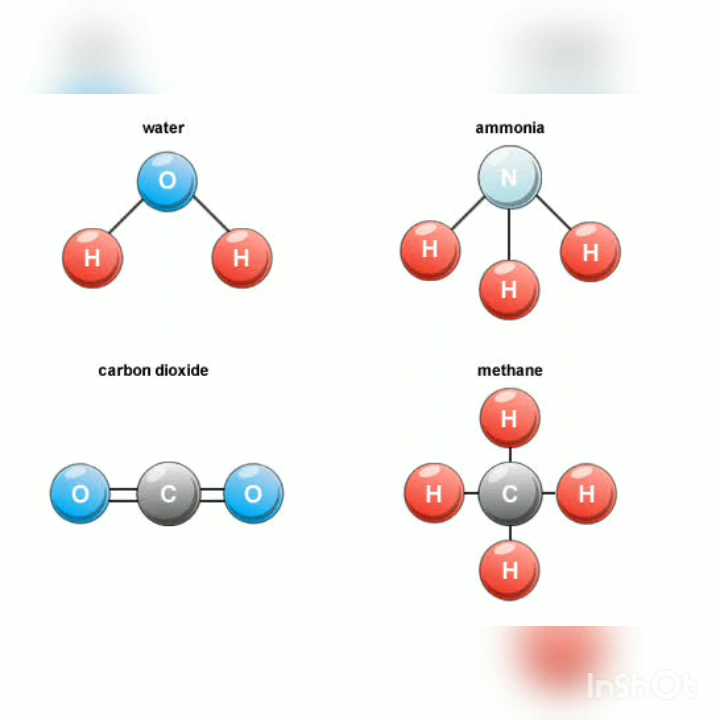 water
O
H H
ammonia
N
H H
H
carbon dioxide
O C O
methane
H
H C H
H
InShOt